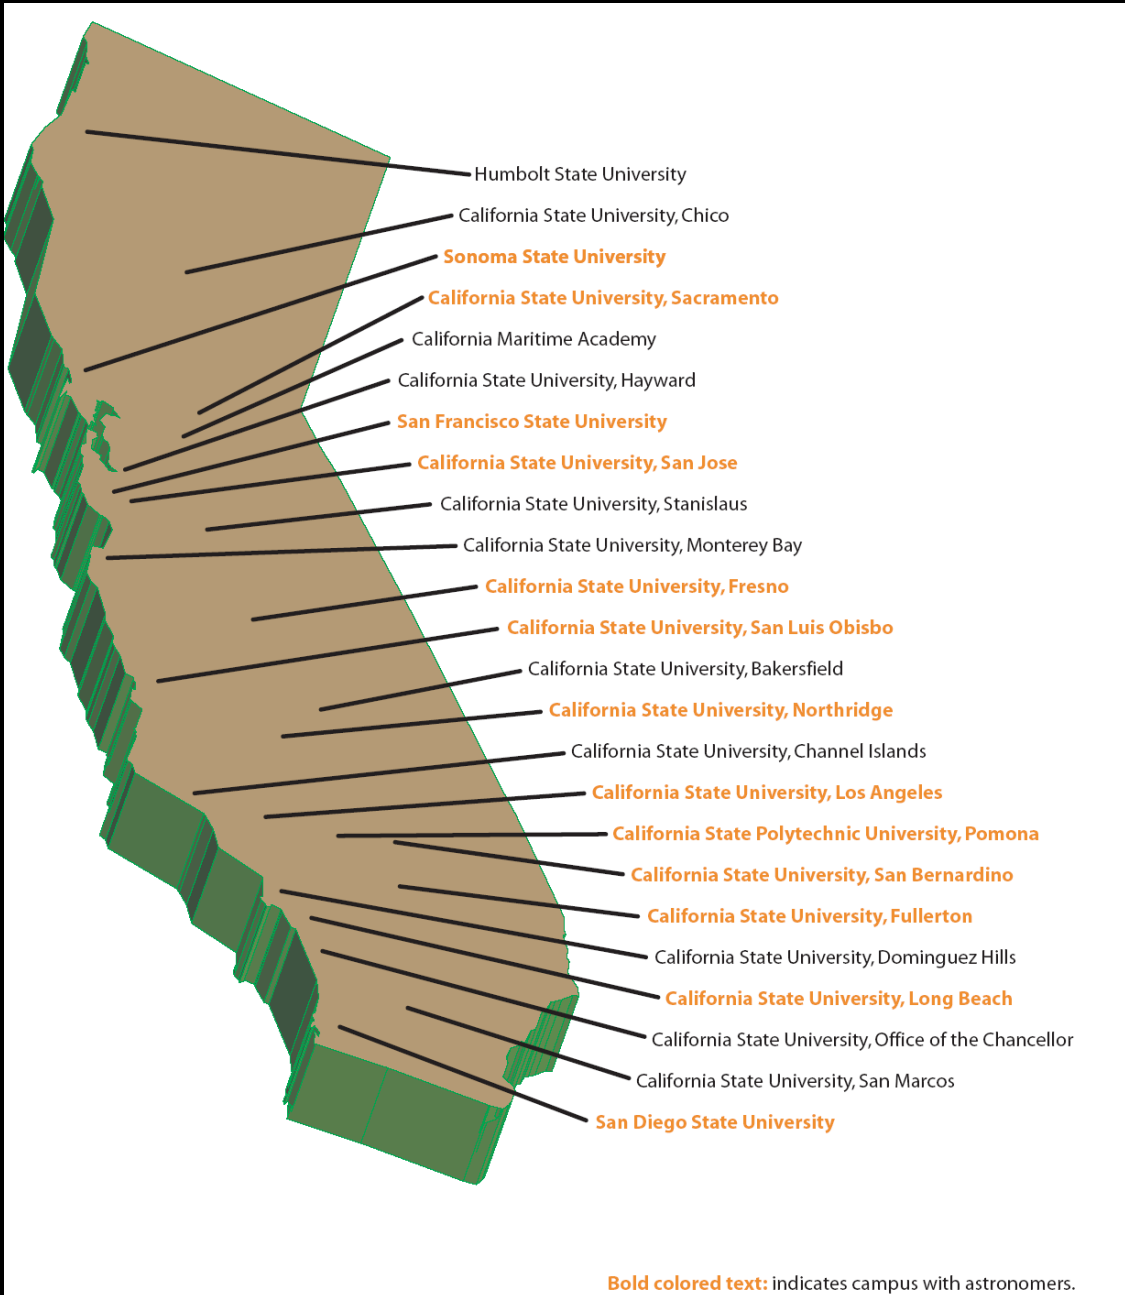 Humbolt State University
California State University, Chico
Sonoma State University
California State University, Sacramento
California Maritime Academy
California State University, Hayward
San Francisco State University
California State University, San Jose
California State University, Stanislaus
California State University, Monterey Bay
California State University, Fresno
California State University, San Luis Obisbo
California State University, Bakersfield
California State University, Northridge
California State University, Channel Islands
California State University, Los Angeles
California State Polytechnic University, Pomona
California State University, San Bernardino
California State University, Fullerton
California State University, Dominguez Hills
California State University, Long Beach
California State University, Office of the Chancellor
California State University, San Marcos
San Diego State University
Bold colored text: indicates campus with astronomers.